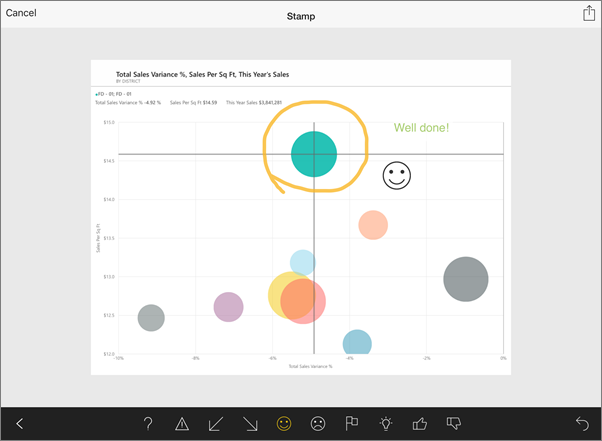 Cancel
Stamp
Total Sales Variance %, Sales Per Sq Ft, This Year's Sales
BY DISTRICT
FD - 01, FD - 01
Total Sales Variance % -4.92 % Sales Per Sq Ft $14.59 This Year Sales $3,841,281
Well done!
$15.0
$14.5
$14.0
$13.5
$13.0
$12.5
$12.0
Sales Per Sq Ft
-10% -8% -6% -4% -2% 0%
Total Sales Variance %